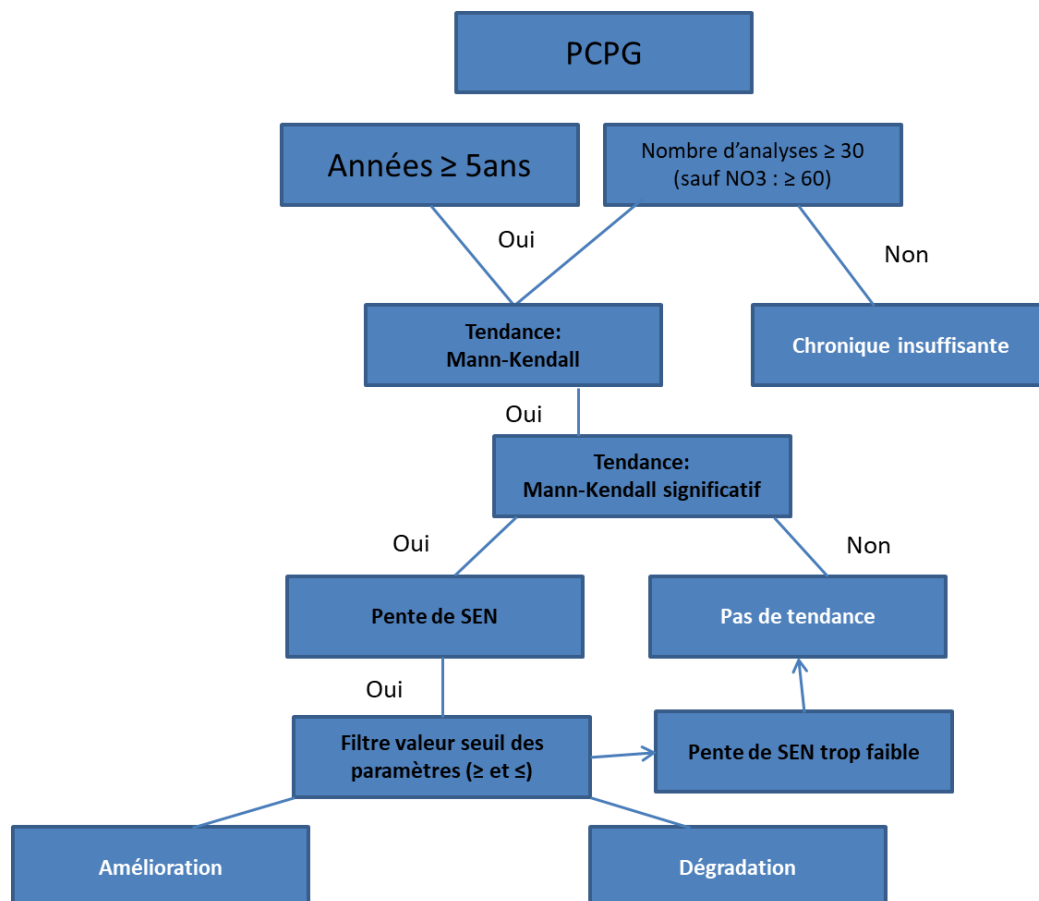 PCPG
Années ≥ 5ans
Nombre d'analyses ≥ 30
(sauf NO3 : ≥ 60)
Oui
Non
Tendance:
Mann-Kendall
Chronique insuffisante
Oui
Tendance:
Mann-Kendall significatif
Oui
Non
Pente de SEN
Pas de tendance
Oui
Filtre valeur seuil des
paramètres (≥ et ≤)
Pente de SEN trop faible
Amélioration
Dégradation